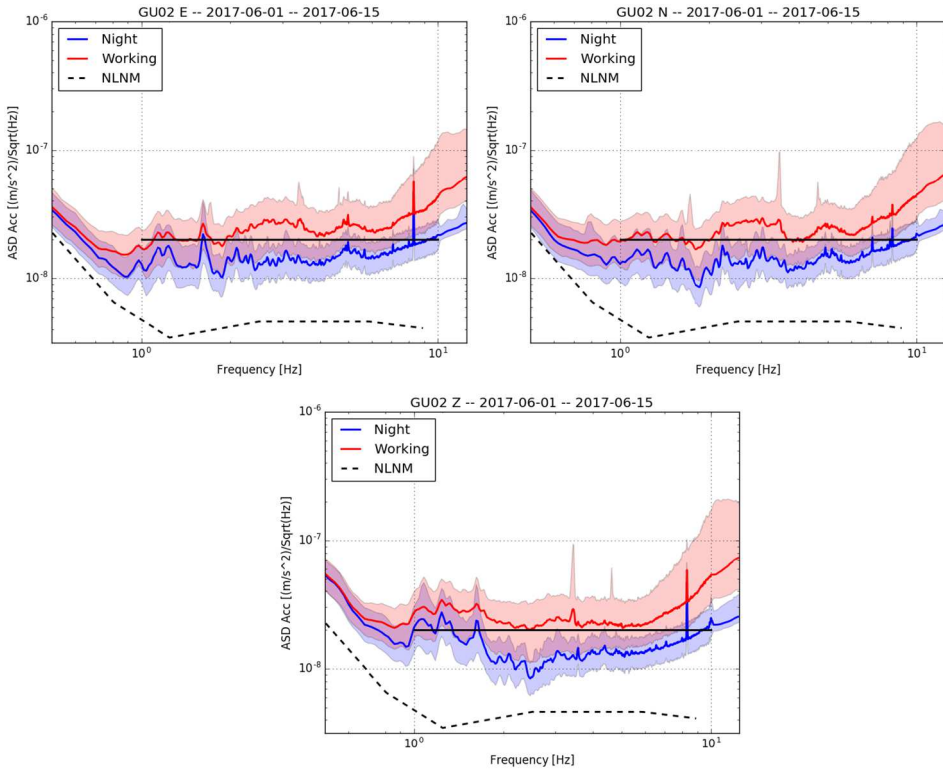 GU02 E -- 2017-06-01 -- 2017-06-15
Night
Working
NLNM
ASD Acc [(m/s^2)/Sqrt(Hz)]
10^-6
10^-7
10^-8
10^0
10^1
Frequency [Hz]
GU02 N -- 2017-06-01 -- 2017-06-15
Night
Working
NLNM
ASD Acc [(m/s^2)/Sqrt(Hz)]
10^-6
10^-7
10^-8
10^0
10^1
Frequency [Hz]
GU02 Z -- 2017-06-01 -- 2017-06-15
Night
Working
NLNM
ASD Acc [(m/s^2)/Sqrt(Hz)]
10^-6
10^-7
10^-8
10^0
10^1
Frequency [Hz]